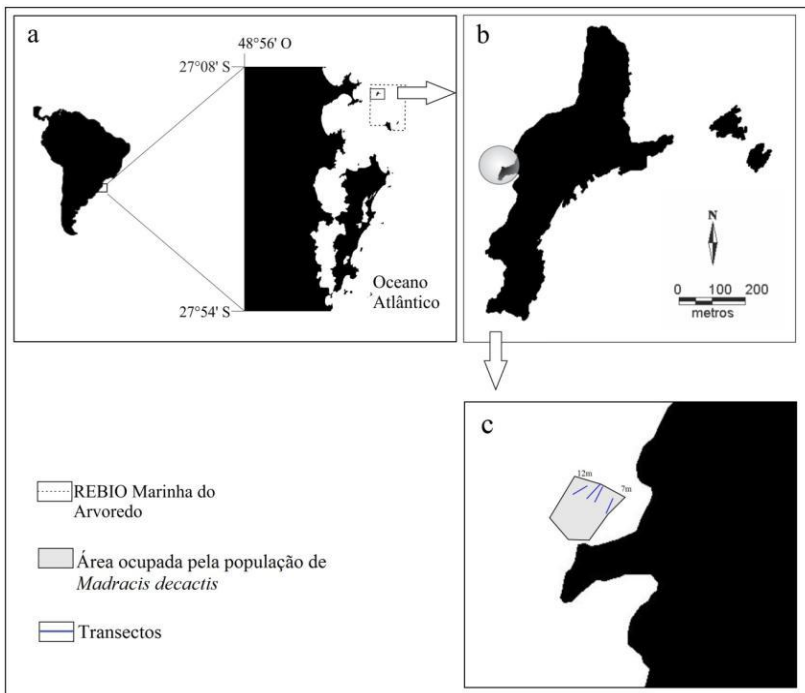 a
48°56' O
27°08' S
27°54' S
Oceano
Atlântico
b
N
0 100 200
metros
c
12m
7m
REBIO Marinha do
Arvoredo
Área ocupada pela população de
Madracis decactis
Transectos